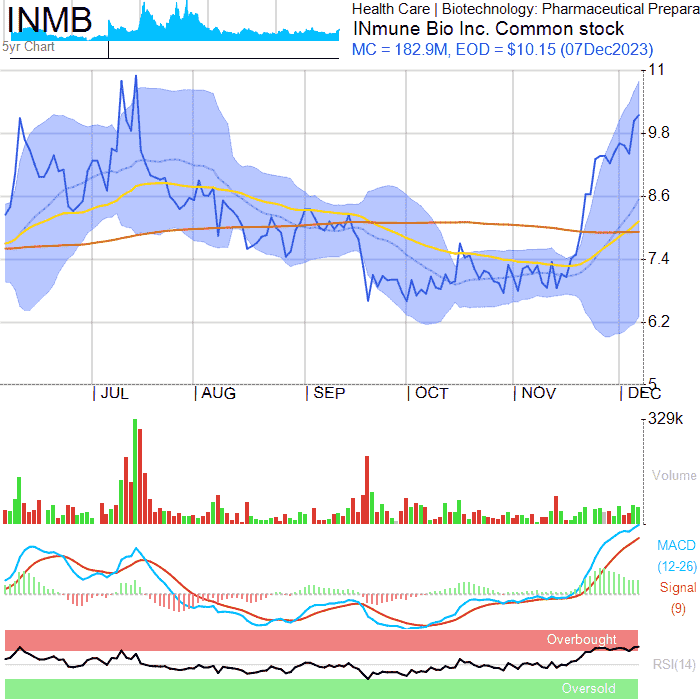 INMB
5yr Chart
Health Care | Biotechnology: Pharmaceutical Prepara
INmune Bio Inc. Common stock
MC = 182.9M, EOD = $10.15 (07Dec2023)
11
9.8
8.6
7.4
6.2
5
JUL AUG SEP OCT NOV DEC
329k
Volume
MACD
(12-26)
Signal
(9)
Overbought
RSI(14)
Oversold